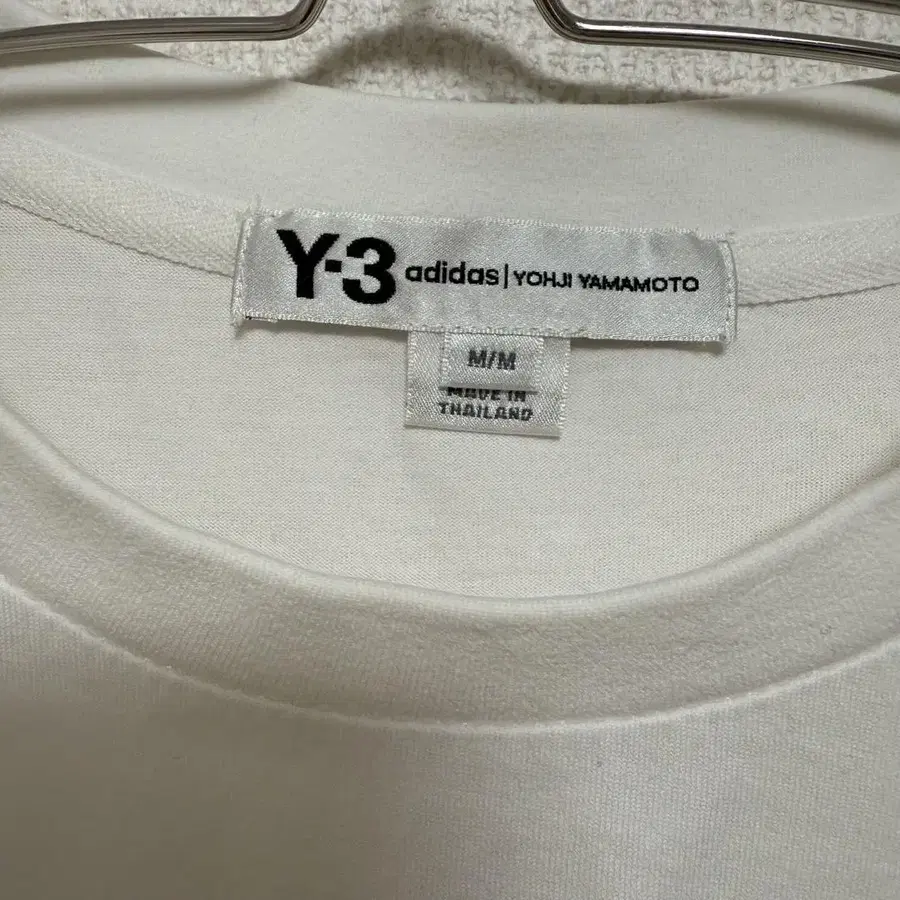 Y-3 adidas | YOHJI YAMAMOTO
M/M
MADE IN
THAILAND